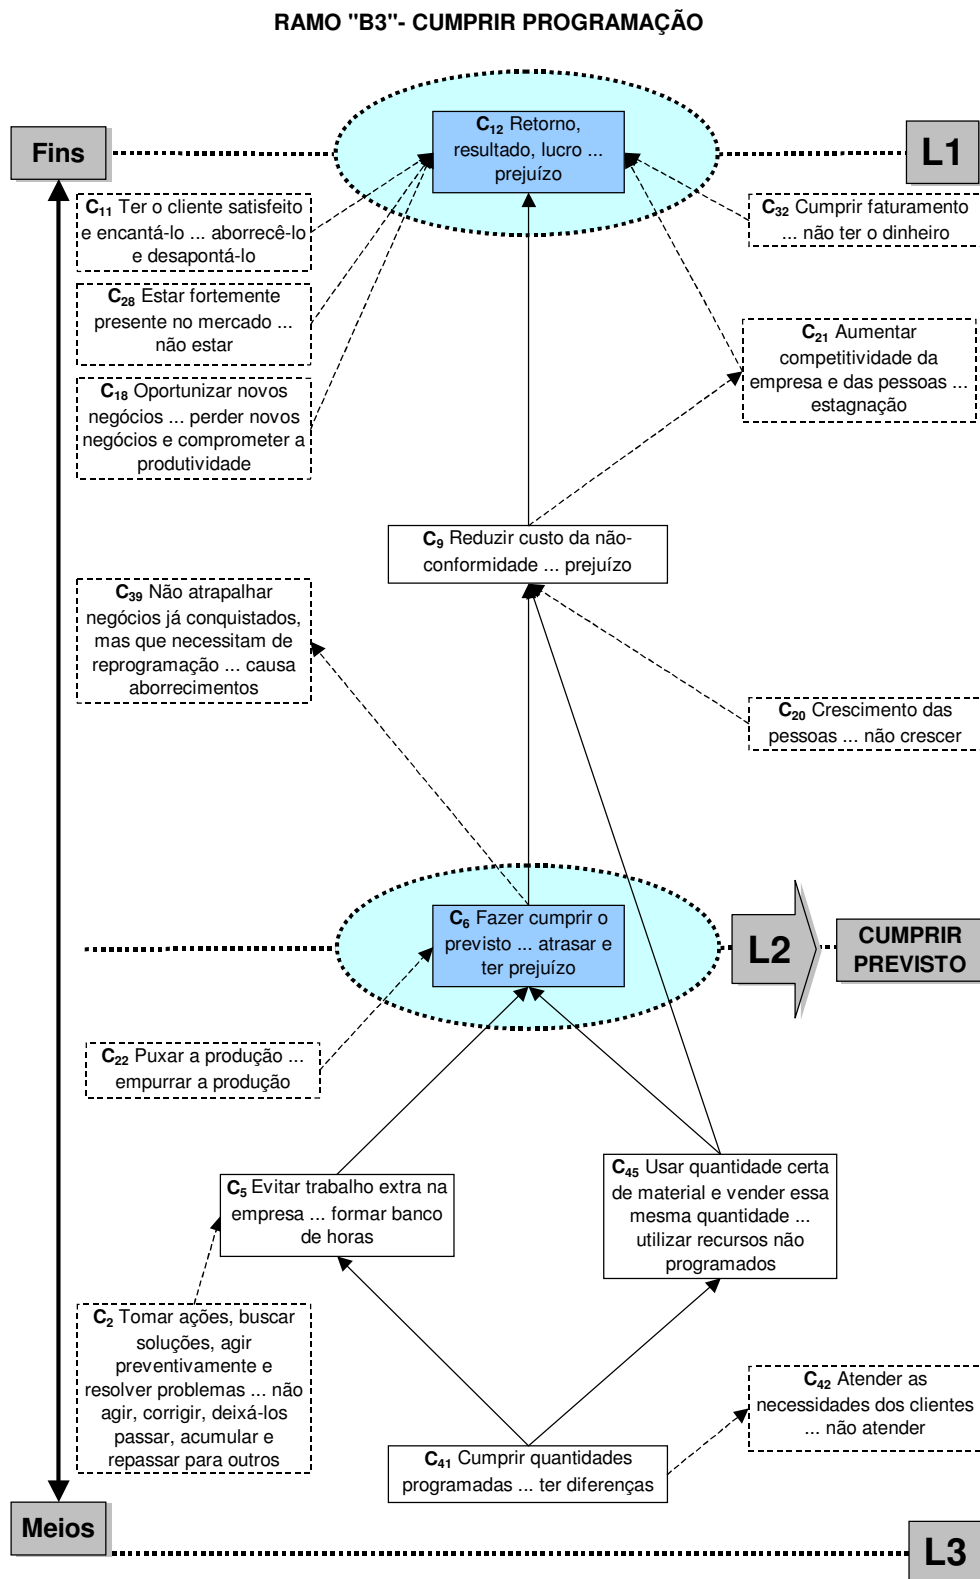 RAMO "B3"- CUMPRIR PROGRAMAÇÃO
Fins
C12 Retorno,
resultado, lucro ...
prejuízo
L1
C11 Ter o cliente satisfeito
e encantá-lo ... aborrecê-lo
e desapontá-lo
C32 Cumprir faturamento
... não ter o dinheiro
C28 Estar fortemente
presente no mercado ...
não estar
C21 Aumentar
competitividade da
empresa e das pessoas ...
estagnação
C18 Oportunizar novos
negócios ... perder novos
negócios e comprometer a
produtividade
C9 Reduzir custo da não-
conformidade ... prejuízo
C39 Não atrapalhar
negócios já conquistados,
mas que necessitam de
reprogramação ... causa
aborrecimentos
C20 Crescimento das
pessoas ... não crescer
C6 Fazer cumprir o
previsto ... atrasar e
ter prejuízo
L2
CUMPRIR
PREVISTO
C22 Puxar a produção ...
empurrar a produção
C5 Evitar trabalho extra na
empresa ... formar banco
de horas
C45 Usar quantidade certa
de material e vender essa
mesma quantidade ...
utilizar recursos não
programados
C2 Tomar ações, buscar
soluções, agir
preventivamente e
resolver problemas ... não
agir, corrigir, deixá-los
passar, acumular e
repassar para outros
C42 Atender as
necessidades dos clientes
... não atender
C41 Cumprir quantidades
programadas ... ter diferenças
Meios
L3